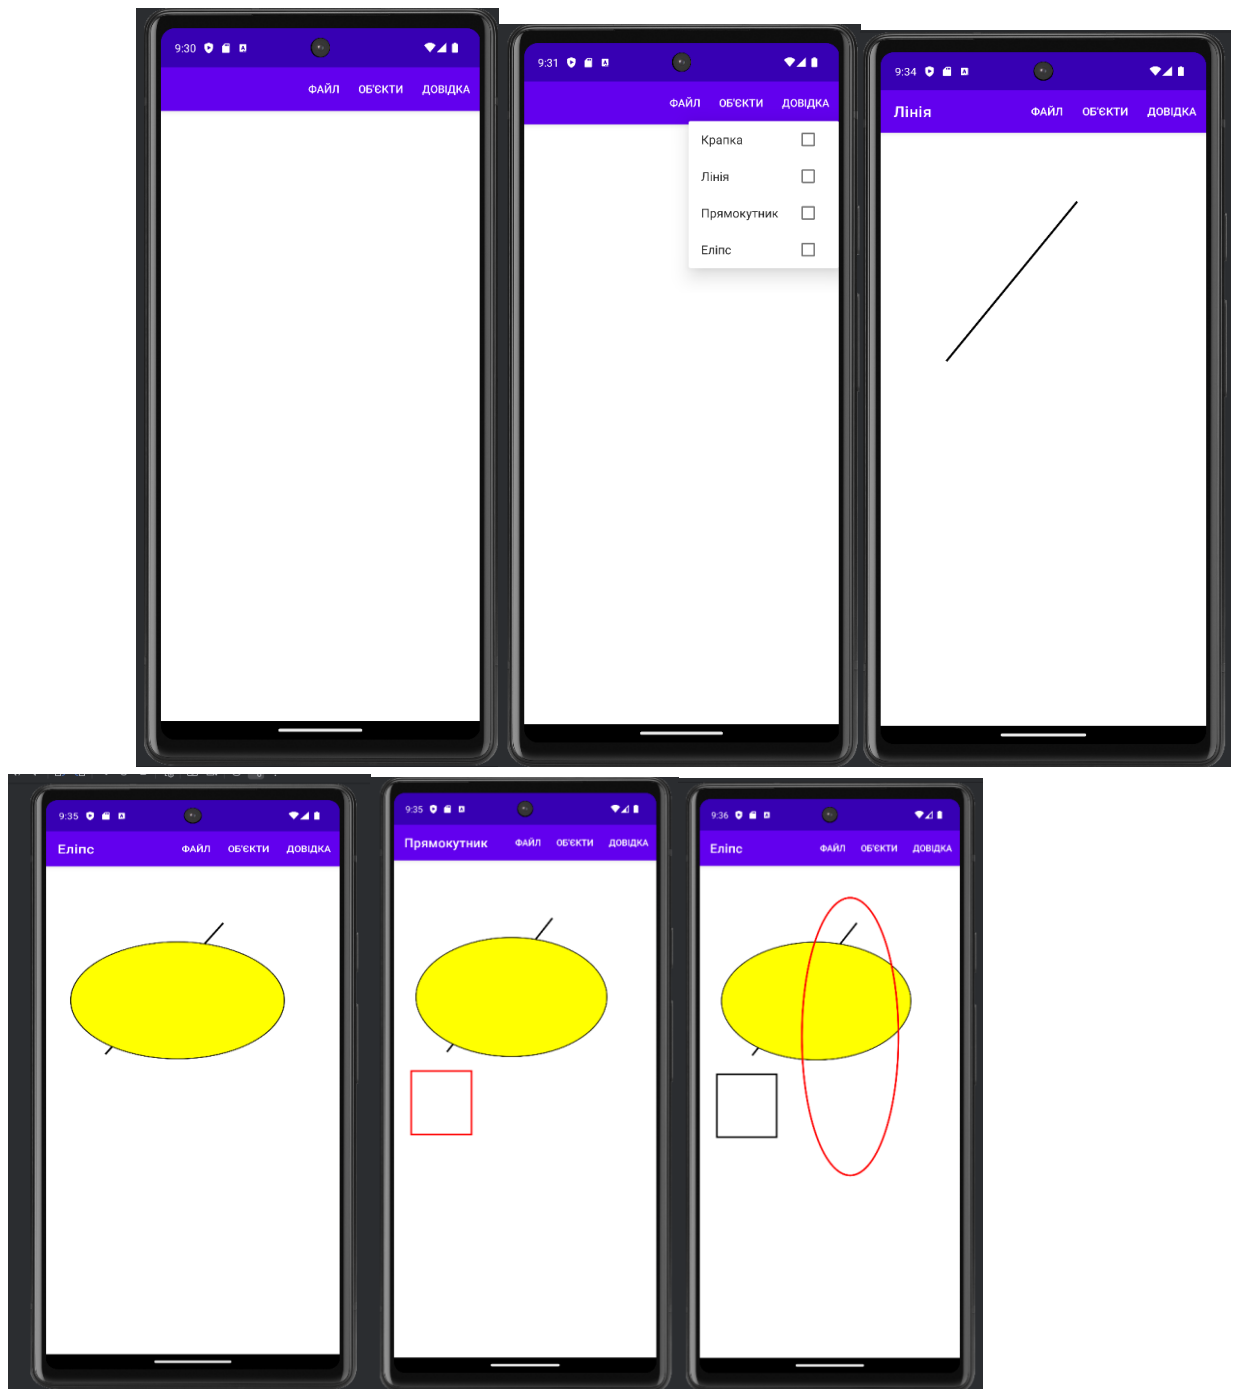 9:30
ФАЙЛ ОБ'ЄКТИ ДОВІДКА
9:31
ФАЙЛ ОБ'ЄКТИ ДОВІДКА
Крапка
Лінія
Прямокутник
Еліпс
9:34
Лінія ФАЙЛ ОБ'ЄКТИ ДОВІДКА
9:35
Еліпс ФАЙЛ ОБ'ЄКТИ ДОВІДКА
9:35
Прямокутник ФАЙЛ ОБ'ЄКТИ ДОВІДКА
9:36
Еліпс ФАЙЛ ОБ'ЄКТИ ДОВІДКА